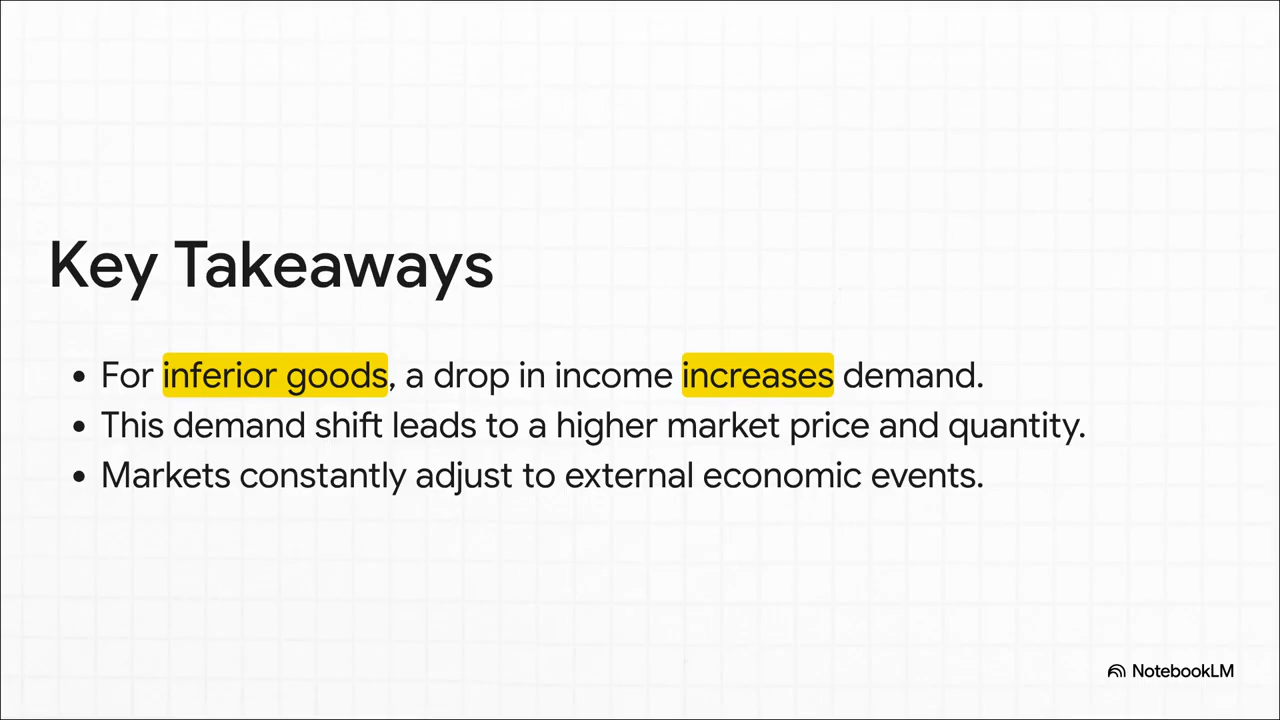 Key Takeaways
• For inferior goods, a drop in income increases demand.
• This demand shift leads to a higher market price and quantity.
• Markets constantly adjust to external economic events.
NotebookLM